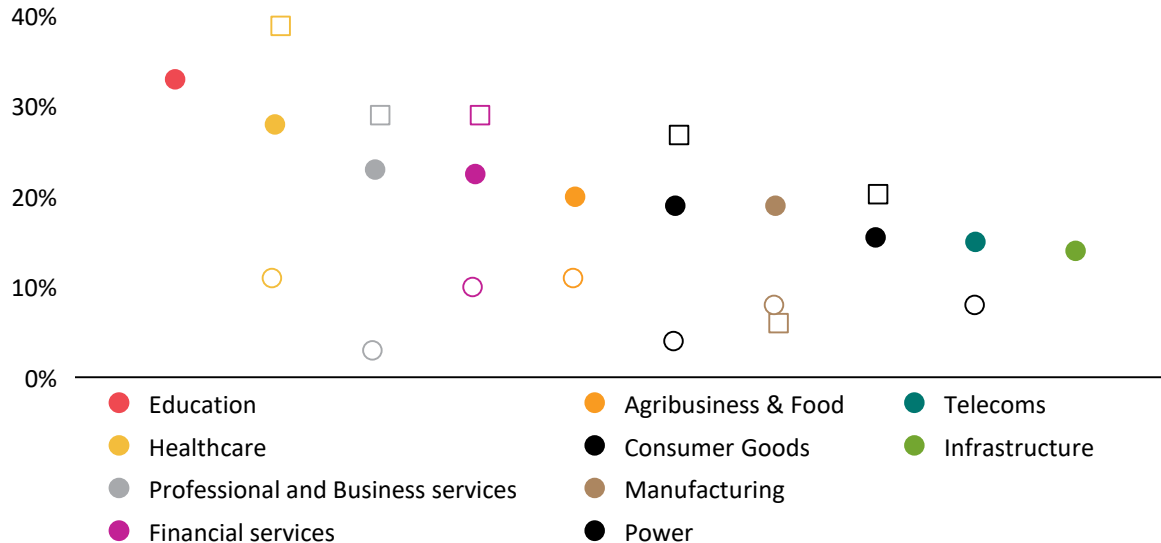 40%
30%
20%
10%
0%
Education
Healthcare
Professional and Business services
Financial services
Agribusiness & Food
Consumer Goods
Manufacturing
Power
Telecoms
Infrastructure